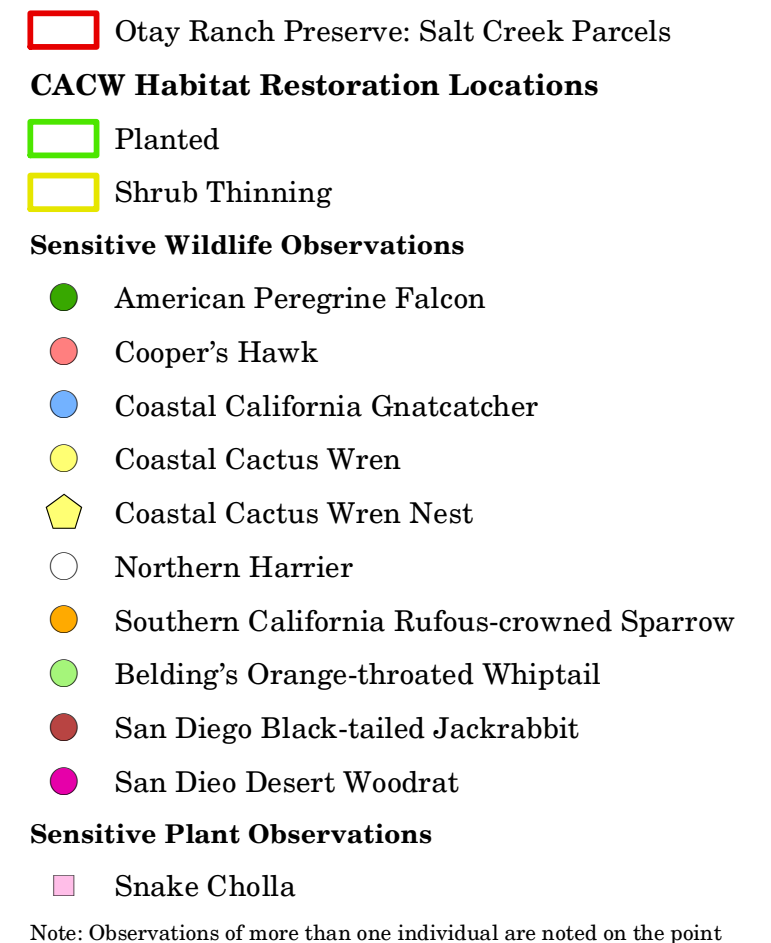 Otay Ranch Preserve: Salt Creek Parcels
CACW Habitat Restoration Locations
Planted
Shrub Thinning
Sensitive Wildlife Observations
American Peregrine Falcon
Cooper’s Hawk
Coastal California Gnatcatcher
Coastal Cactus Wren
Coastal Cactus Wren Nest
Northern Harrier
Southern California Rufous-crowned Sparrow
Belding’s Orange-throated Whiptail
San Diego Black-tailed Jackrabbit
San Dieo Desert Woodrat
Sensitive Plant Observations
Snake Cholla
Note: Observations of more than one individual are noted on the point